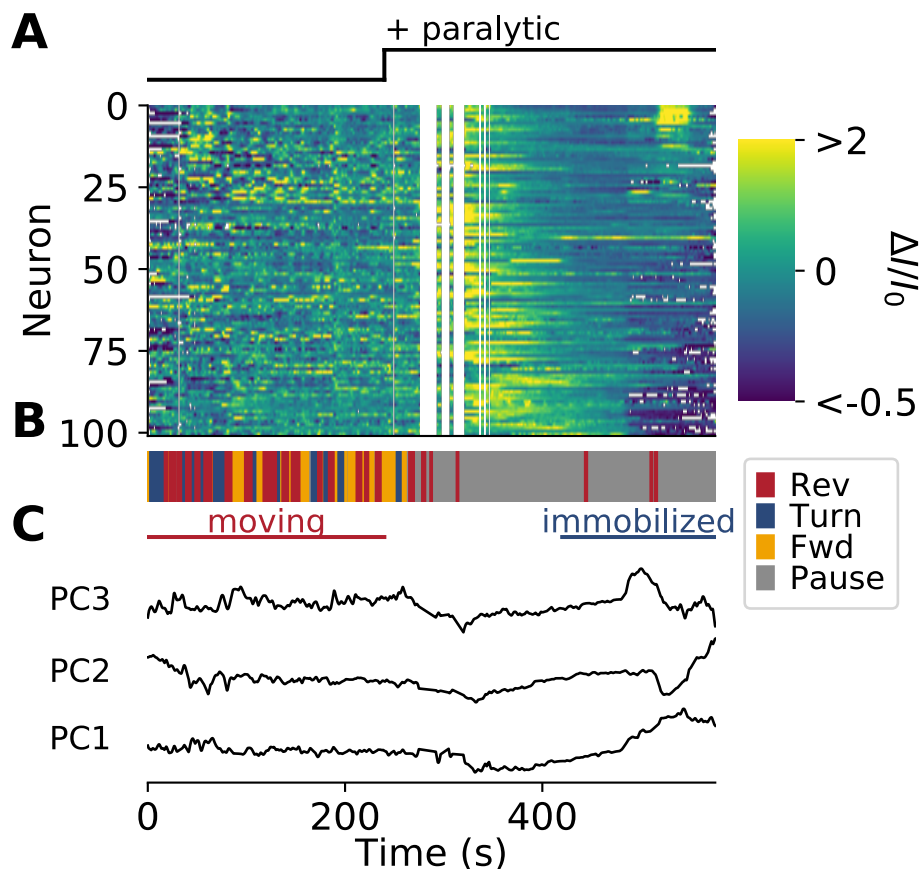 A
+ paralytic
0
25
50
75
100
Neuron
>2
0
<-0.5
ΔI/I0
B
Rev
Turn
Fwd
Pause
C
moving
immobilized
PC3
PC2
PC1
0
200
400
Time (s)